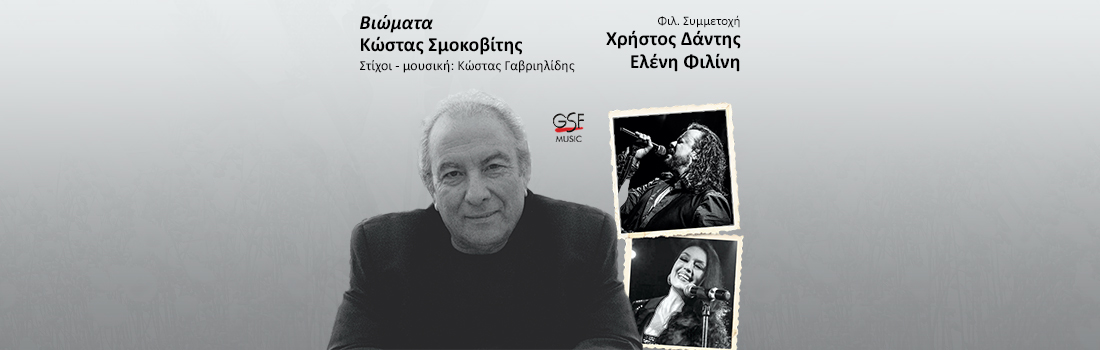 Βιώματα
Κώστας Σμοκοβίτης
Στίχοι - μουσική: Κώστας Γαβριηλίδης
Φιλ. Συμμετοχή
Χρήστος Δάντης
Ελένη Φιλίνη
GSF
MUSIC